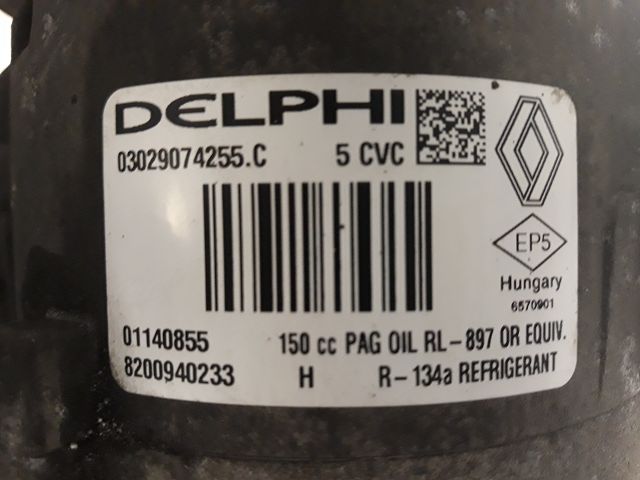 DELPHI
03029074255.C 5 CVC
EP5
Hungary
6570901
01140855 150 cc PAG OIL RL-897 OR EQUIV.
8200940233 H R-134a REFRIGERANT